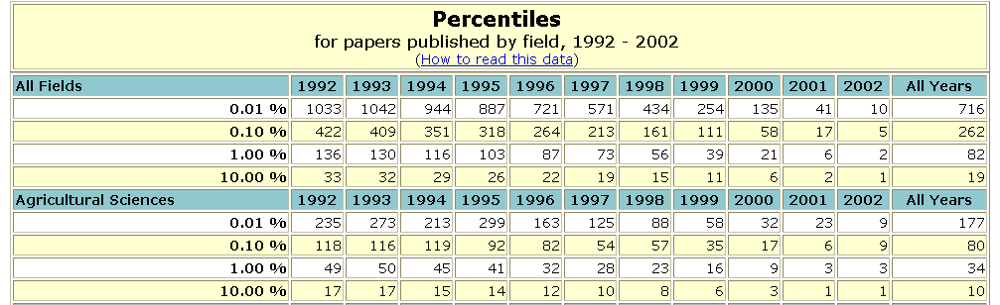 Percentiles
for papers published by field, 1992 - 2002
(How to read this data)
All Fields 1992 1993 1994 1995 1996 1997 1998 1999 2000 2001 2002 All Years
0.01 % 1033 1042 944 887 721 571 434 254 135 41 10 716
0.10 % 422 409 351 318 264 213 161 111 58 17 5 262
1.00 % 136 130 116 103 87 73 56 39 21 6 2 82
10.00 % 33 32 29 26 22 19 15 11 6 2 1 19
Agricultural Sciences 1992 1993 1994 1995 1996 1997 1998 1999 2000 2001 2002 All Years
0.01 % 235 273 213 299 163 125 88 58 32 23 9 177
0.10 % 118 116 119 92 82 54 57 35 17 6 9 80
1.00 % 49 50 45 41 32 28 23 16 9 3 3 34
10.00 % 17 17 15 14 12 10 8 6 3 1 1 10